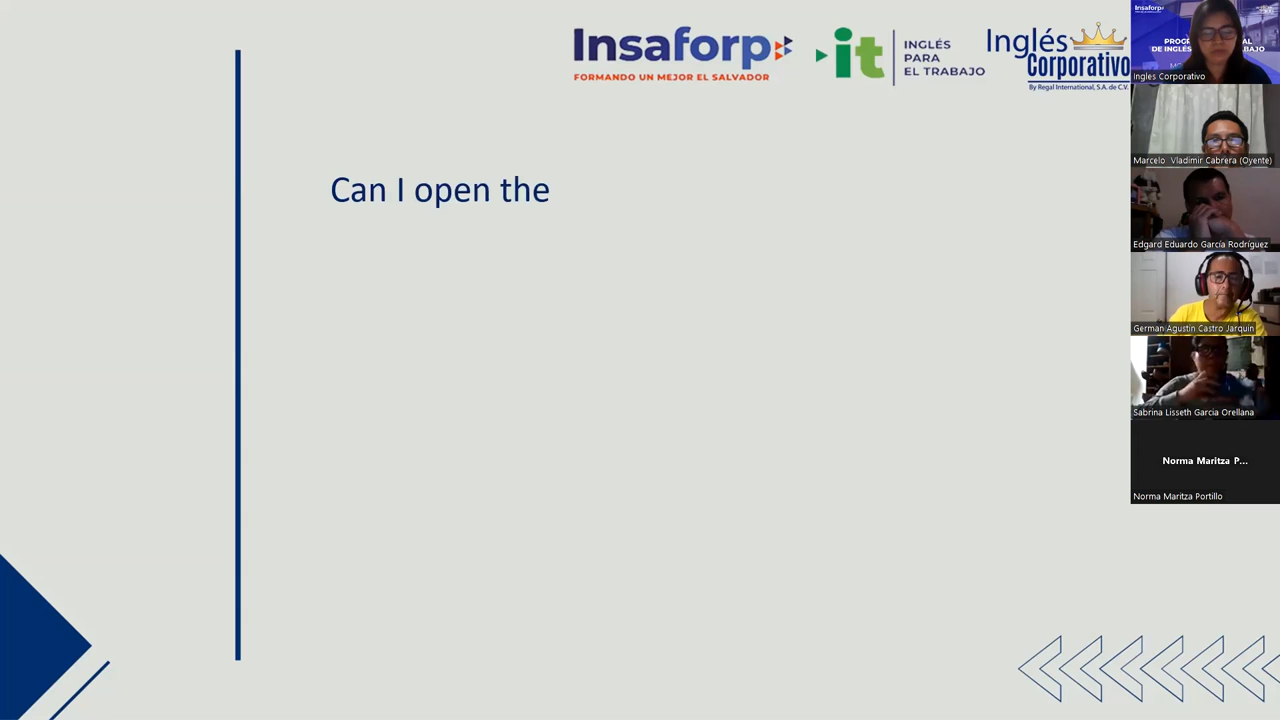 Insaforp
FORMANDO UN MEJOR EL SALVADOR
it
INGLÉS
PARA
EL TRABAJO
Inglés
Corporativo
By Regal International, S.A. de C.V.
Can I open the
Insaforp
Ingles Corporativo
Marcelo Vladimir Cabrera (Oyente)
Edgard Eduardo García Rodríguez
German Agustín Castro Jarquin
Sabrina Lisseth Garcia Orellana
Norma Maritza P...
Norma Maritza Portillo